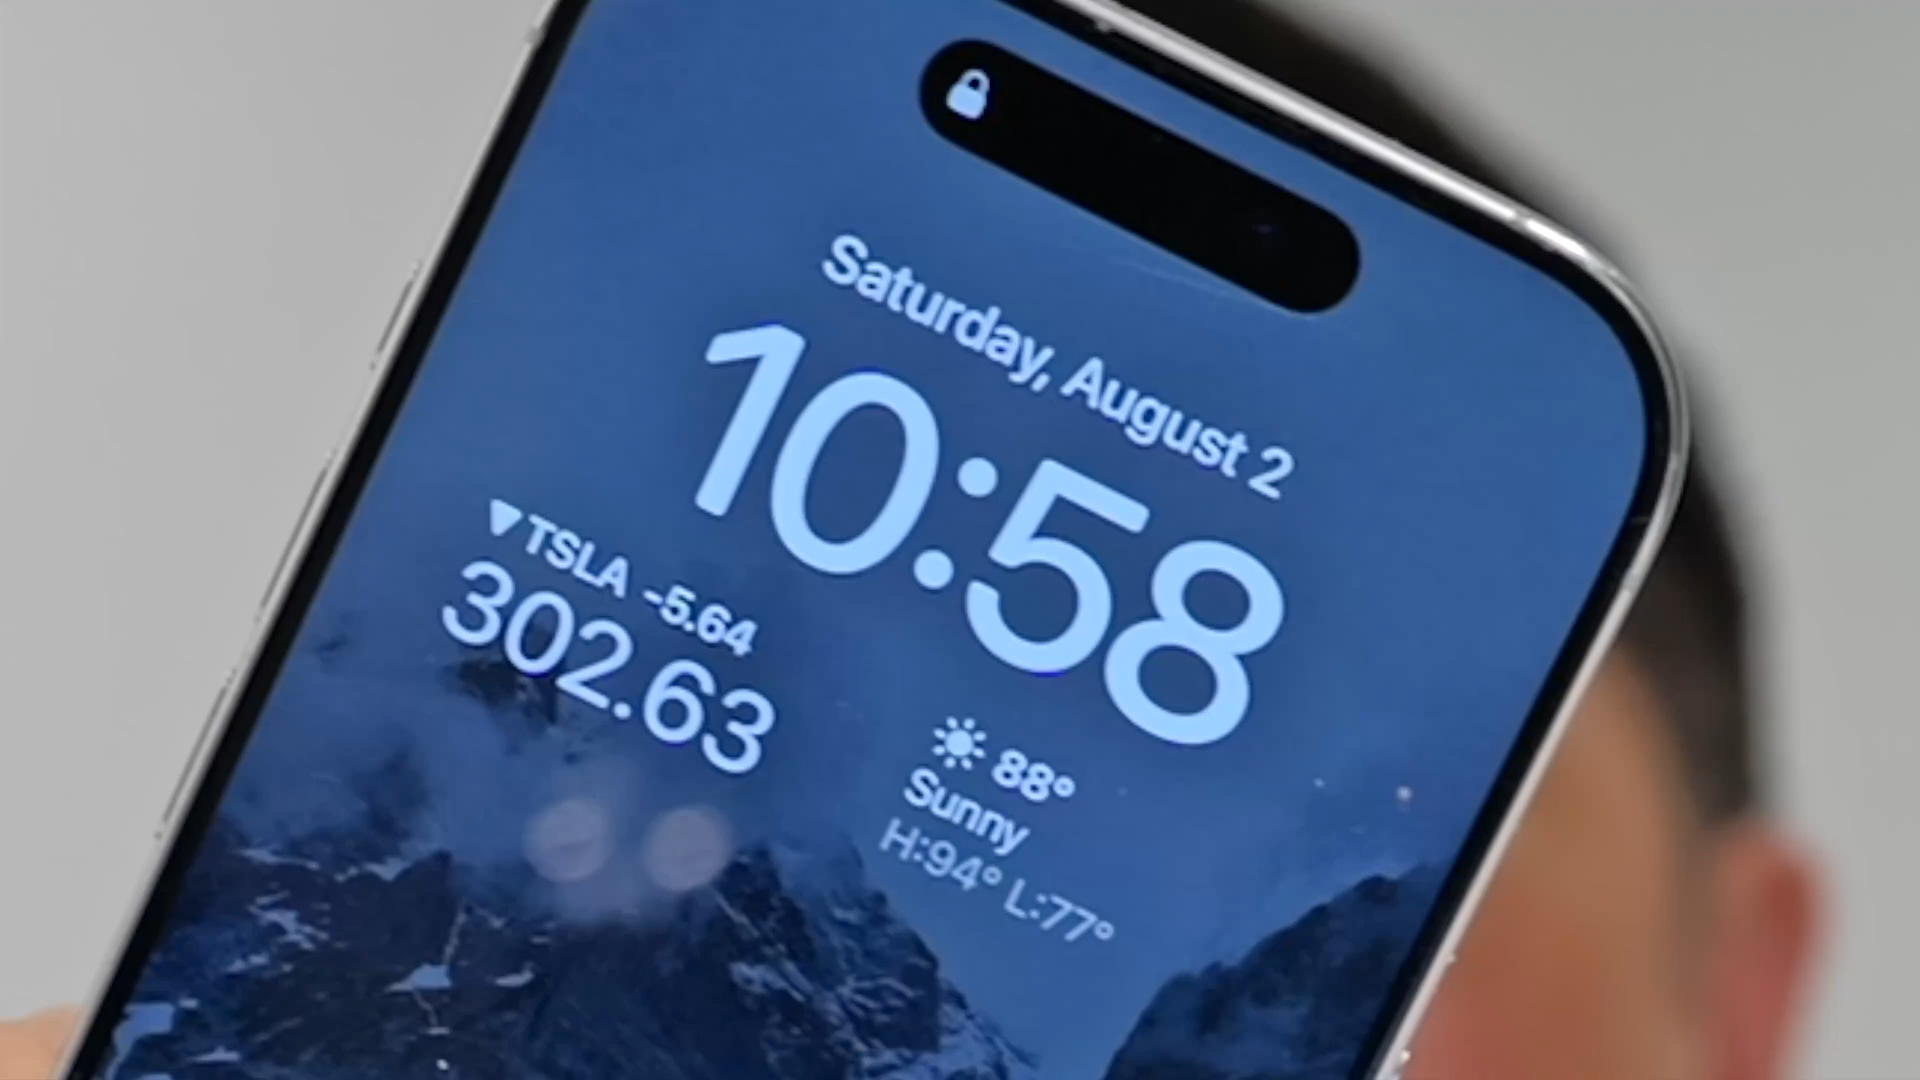 Saturday, August 2
10:58
▼TSLA -5.64
302.63
88°
Sunny
H:94° L:77°